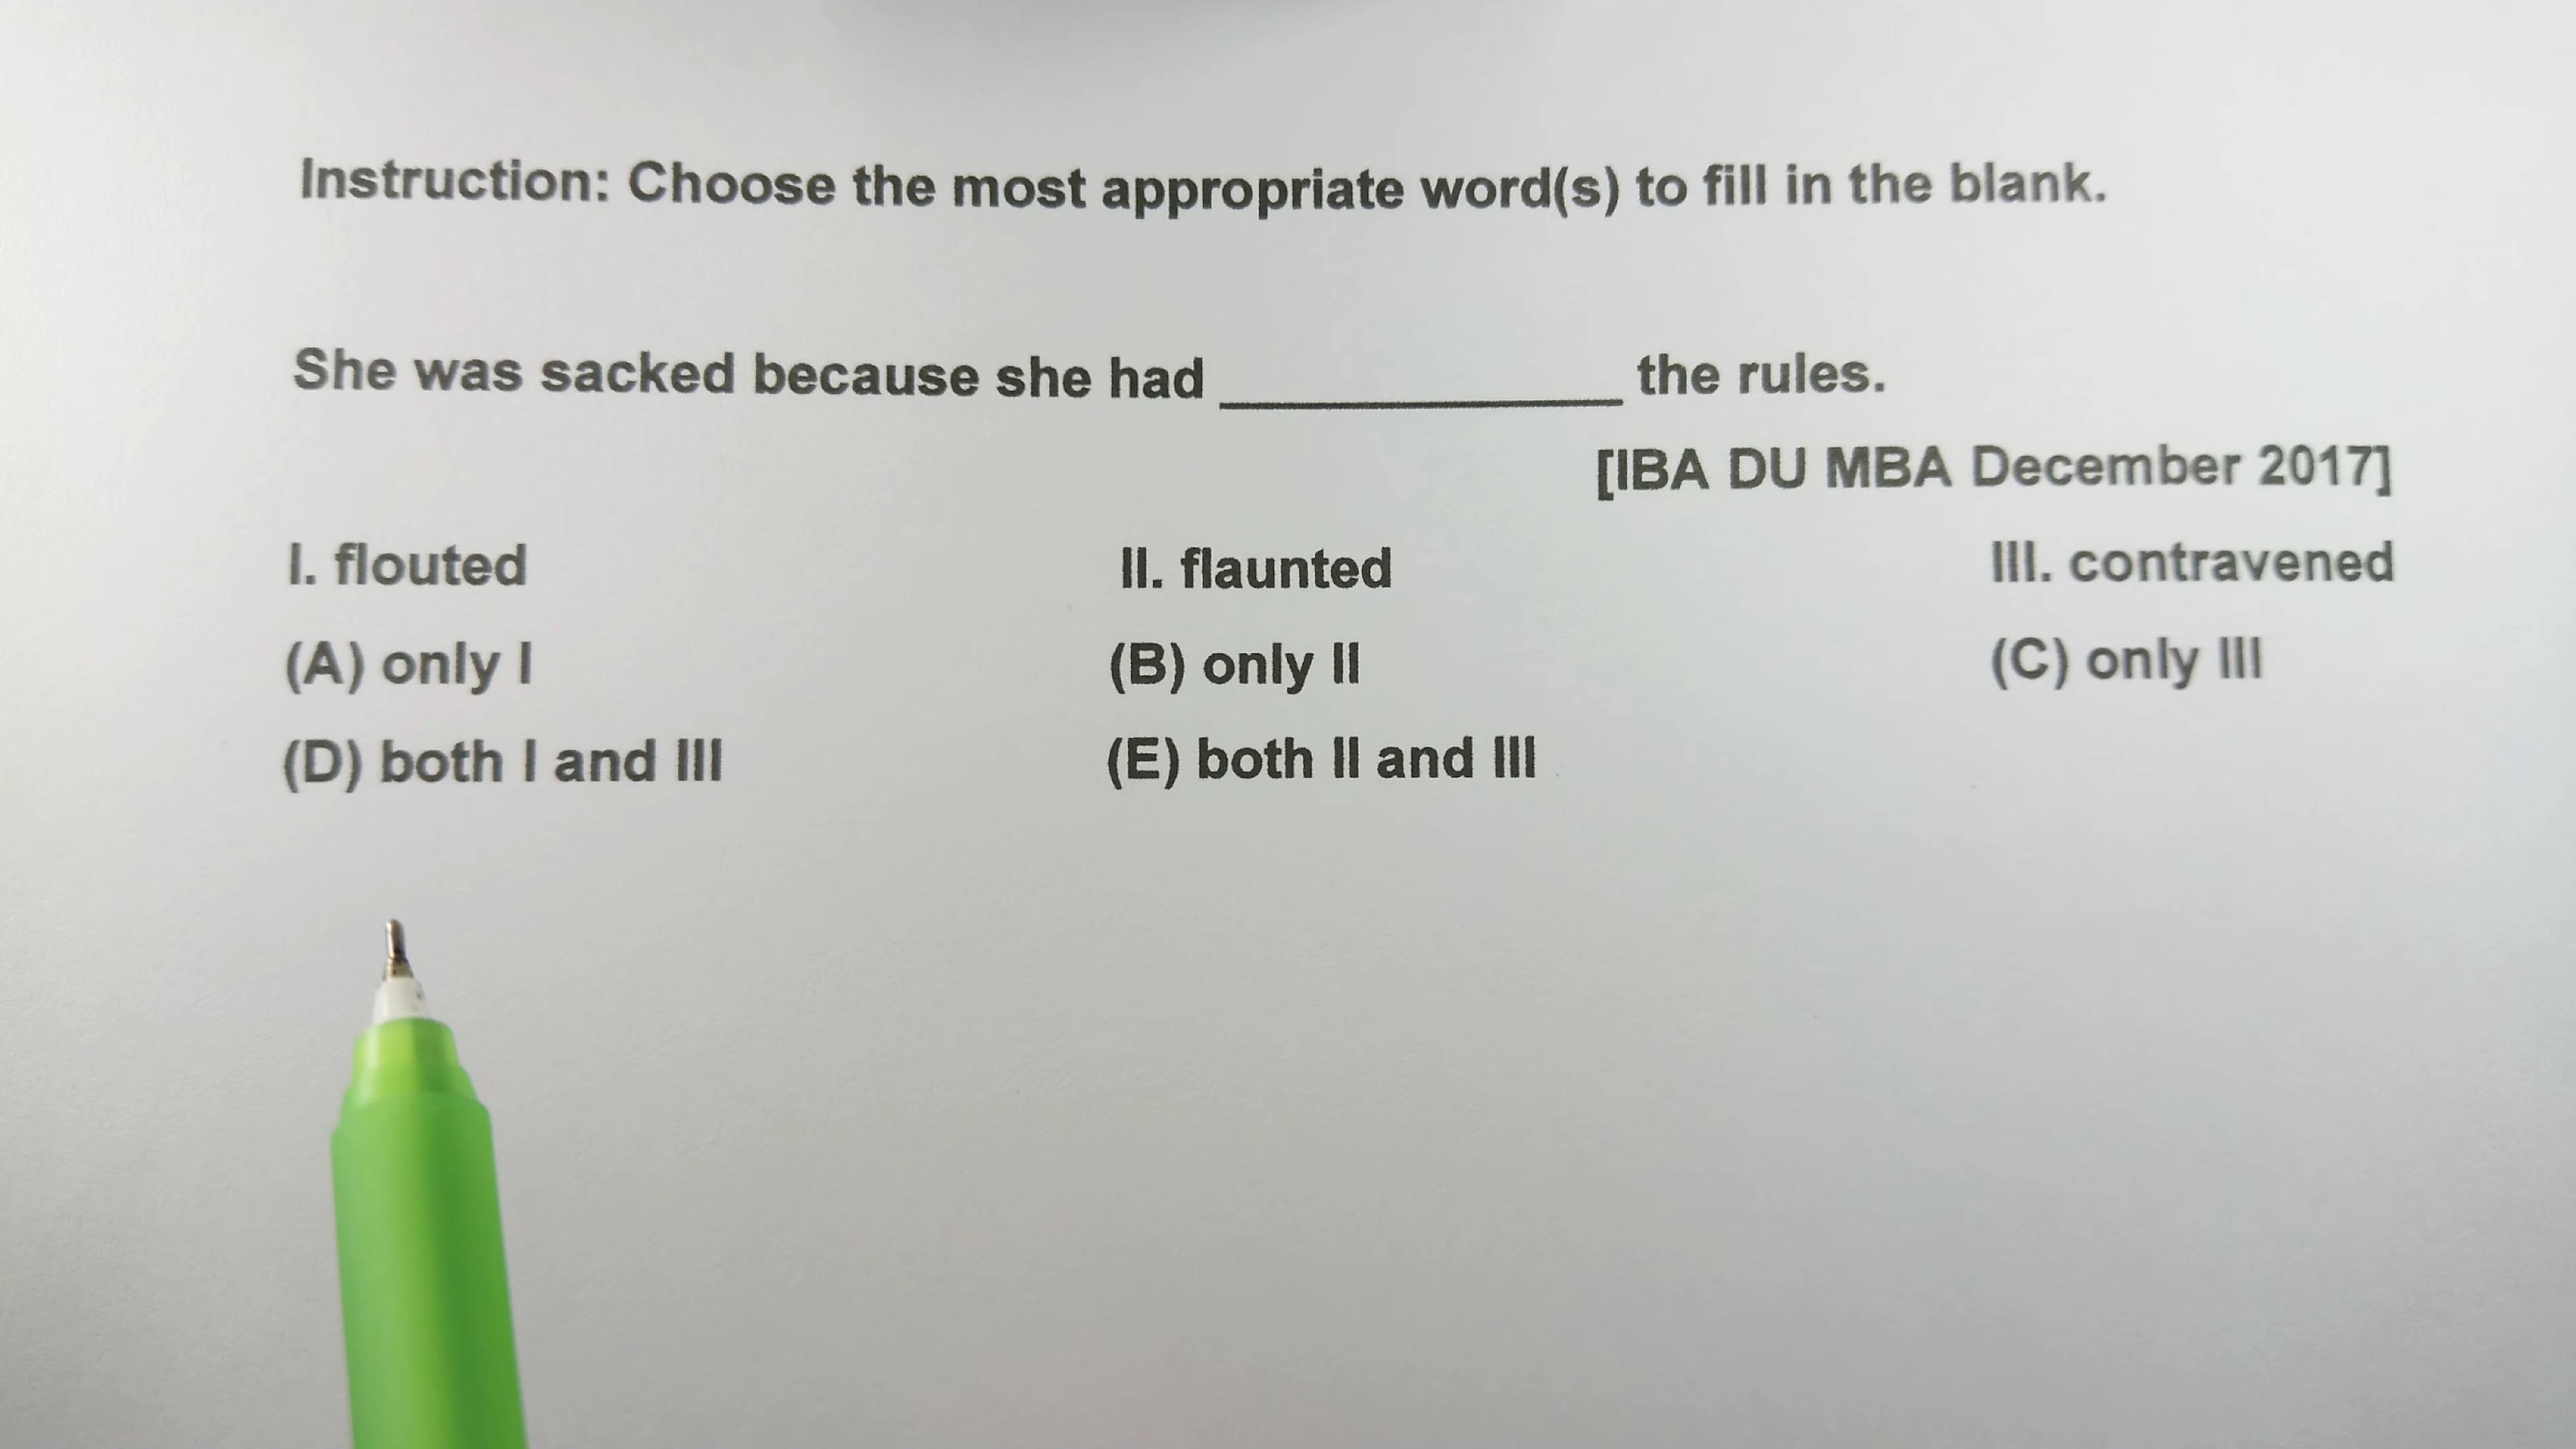 Instruction: Choose the most appropriate word(s) to fill in the blank.
She was sacked because she had ______________ the rules.
[IBA DU MBA December 2017]
I. flouted II. flaunted III. contravened
(A) only I (B) only II (C) only III
(D) both I and III (E) both II and III